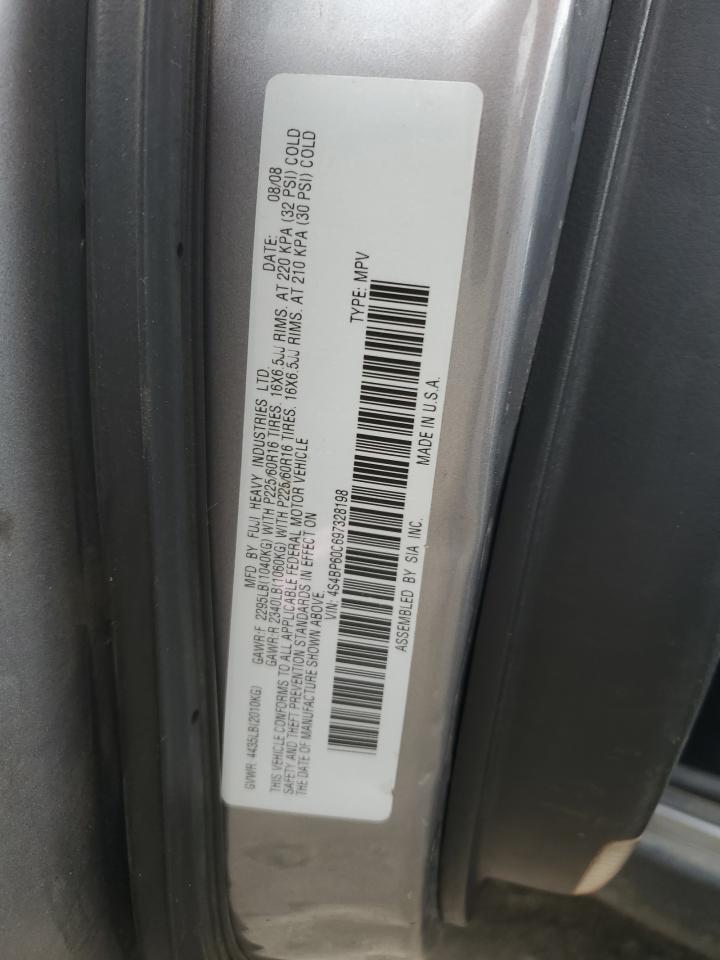 MFD BY FUJI HEAVY INDUSTRIES LTD. DATE: 08/08
GVWR: 4435LB(2010KG) GAWR:F 2295LB(1040KG) WITH P225/60R16 TIRES. 16X6.5JJ RIMS. AT 220 KPA (32 PSI) COLD
GAWR:R 2340LB(1060KG) WITH P225/60R16 TIRES. 16X6.5JJ RIMS. AT 210 KPA (30 PSI) COLD
THIS VEHICLE CONFORMS TO ALL APPLICABLE FEDERAL MOTOR VEHICLE
SAFETY AND THEFT PREVENTION STANDARDS IN EFFECT ON
THE DATE OF MANUFACTURE SHOWN ABOVE.
VIN: 4S4BP60C697328198 TYPE: MPV
ASSEMBLED BY SIA INC. MADE IN U.S.A.